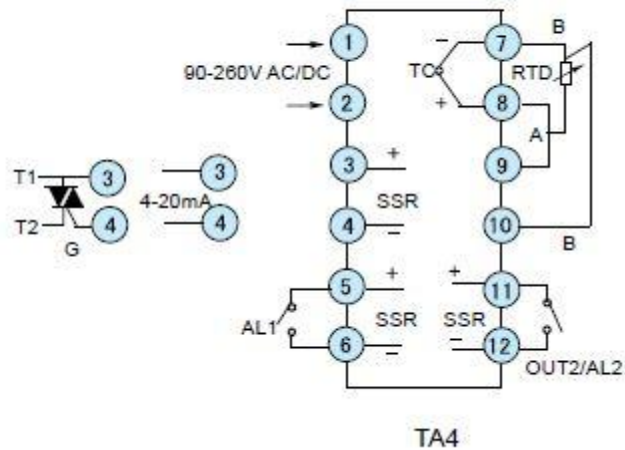 1
90-260V AC/DC
2
3
+
SSR
4
−
5
+
AL1
SSR
6
−
− 7
TC
+ 8
9
10
B
RTD
A
B
+ 11
SSR
− 12
OUT2/AL2
T1
3
T2
4
G
3
4-20mA
4
TA4